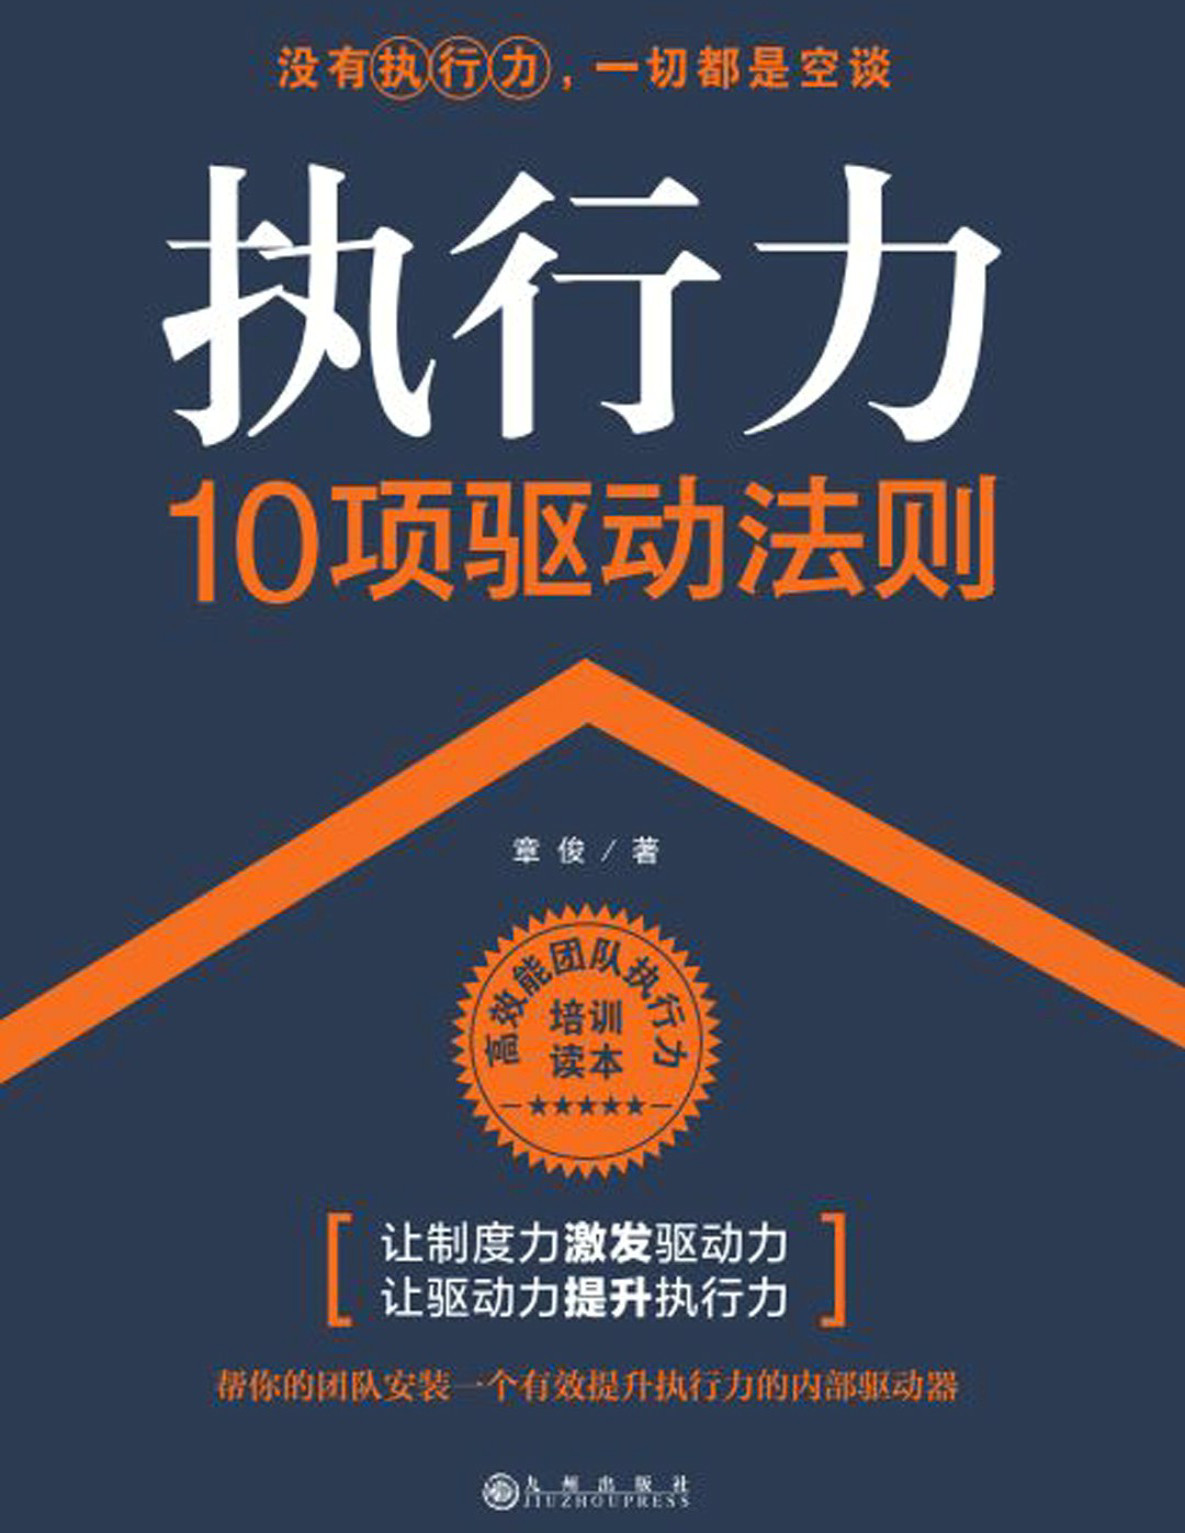 没有执行力，一切都是空谈
执行力
10项驱动法则
章俊/著
高效能团队执行力
培训
读本
让制度力激发驱动力
让驱动力提升执行力
帮你的团队安装一个有效提升执行力的内部驱动器
九州出版社
JIUZHOUPRESS